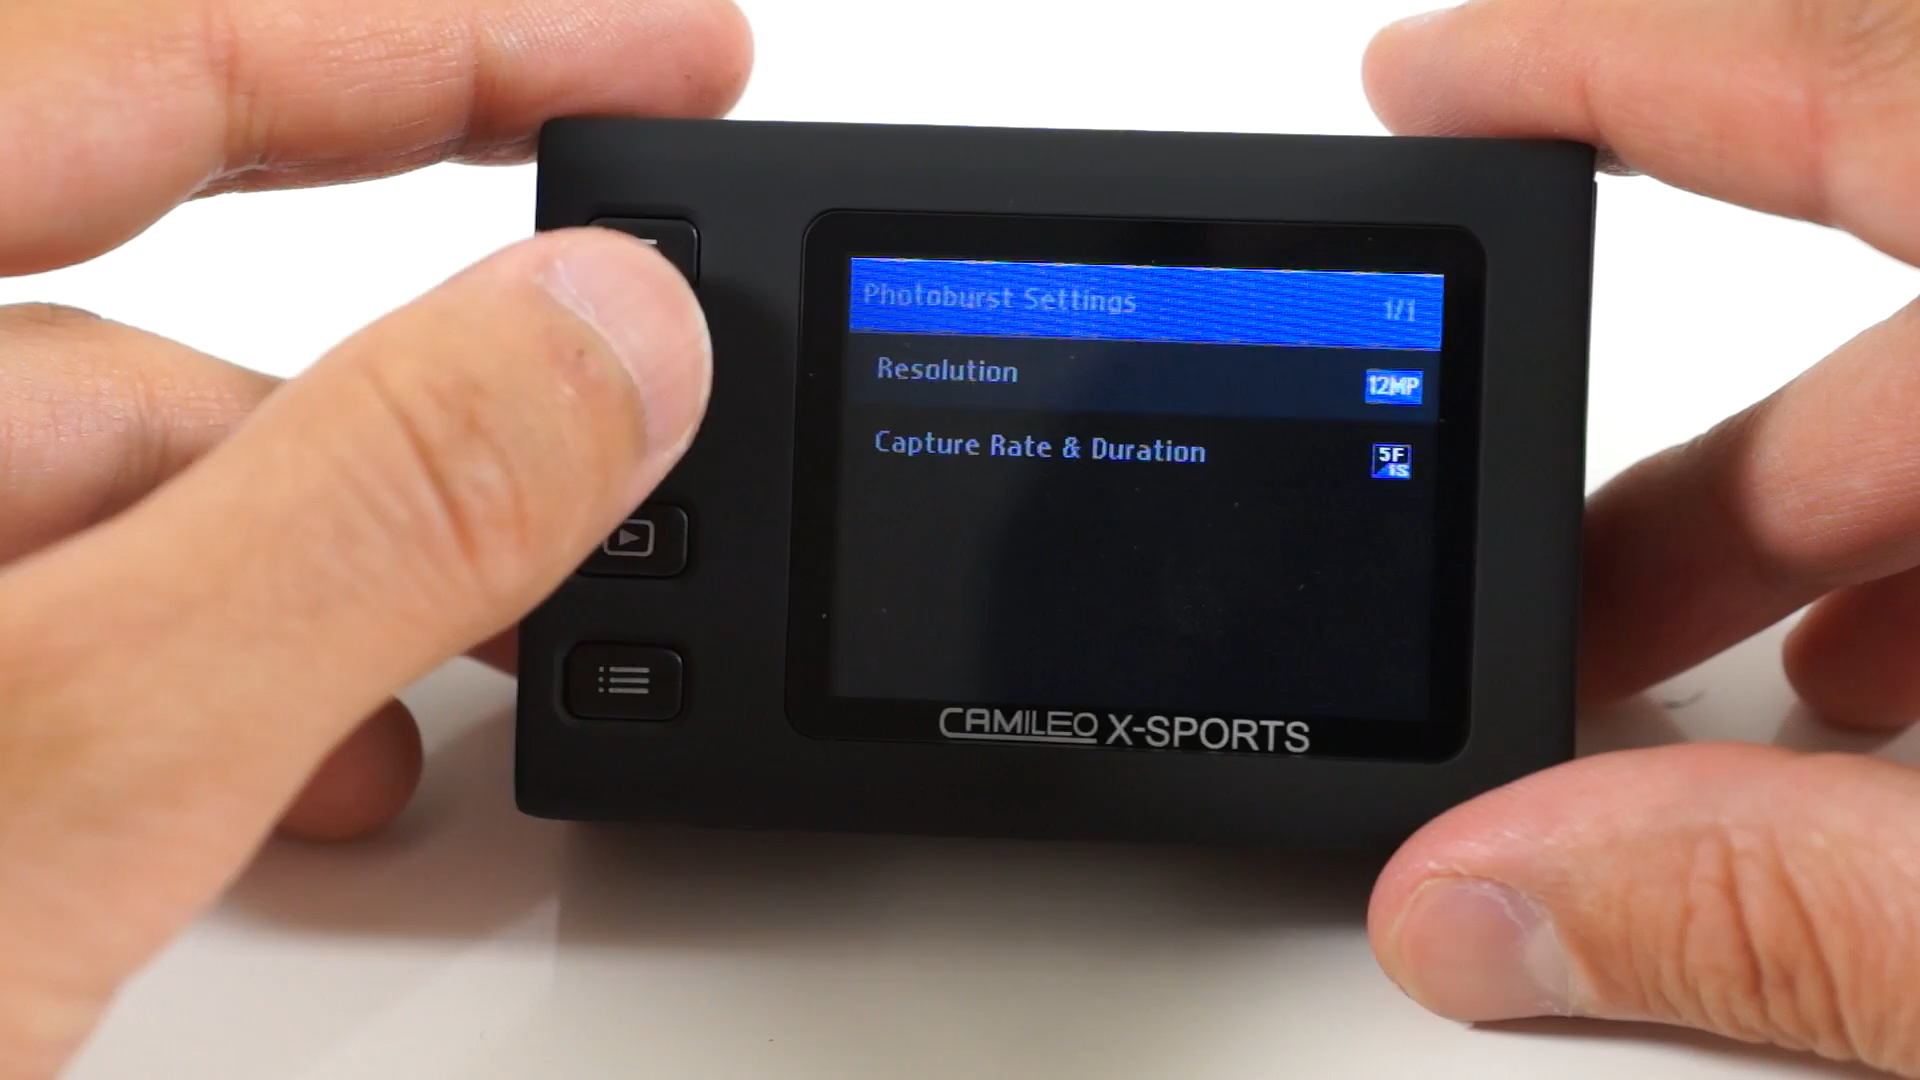 Photoburst Settings 1/1
Resolution 12MP
Capture Rate & Duration 5F
1S
CAMILEO X-SPORTS